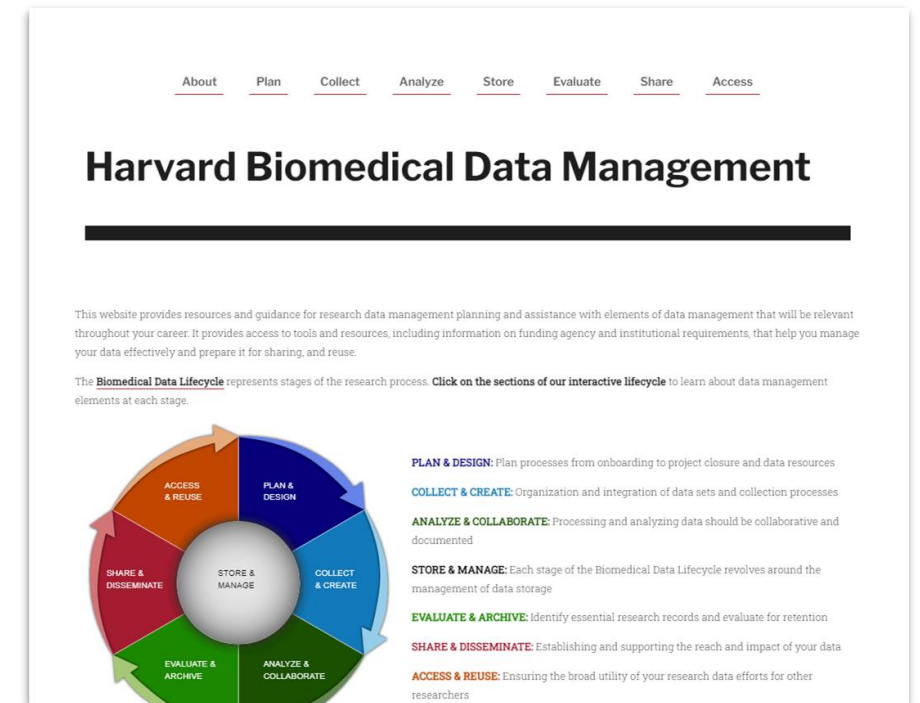 About Plan Collect Analyze Store Evaluate Share Access
Harvard Biomedical Data Management
This website provides resources and guidance for research data management planning and assistance with elements of data management that will be relevant
throughout your career. It provides access to tools and resources, including information on funding agency and institutional requirements, that help you manage
your data effectively and prepare it for sharing, and reuse.
The Biomedical Data Lifecycle represents stages of the research process. Click on the sections of our interactive lifecycle to learn about data management
elements at each stage.
ACCESS
& REUSE
PLAN &
DESIGN
SHARE &
DISSEMINATE
STORE &
MANAGE
COLLECT
& CREATE
EVALUATE &
ARCHIVE
ANALYZE &
COLLABORATE
PLAN & DESIGN: Plan processes from onboarding to project closure and data resources
COLLECT & CREATE: Organization and integration of data sets and collection processes
ANALYZE & COLLABORATE: Processing and analyzing data should be collaborative and
documented
STORE & MANAGE: Each stage of the Biomedical Data Lifecycle revolves around the
management of data storage
EVALUATE & ARCHIVE: Identify essential research records and evaluate for retention
SHARE & DISSEMINATE: Establishing and supporting the reach and impact of your data
ACCESS & REUSE: Ensuring the broad utility of your research data efforts for other
researchers